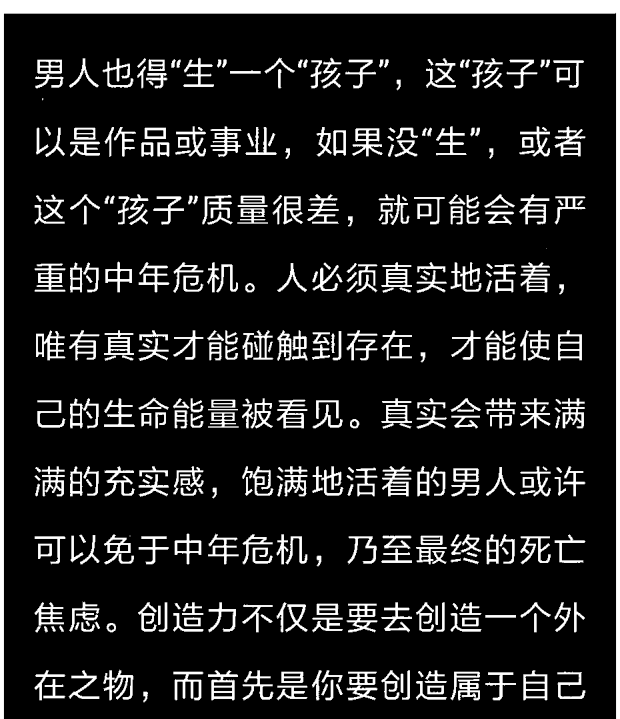 男人也得“生”一个“孩子”，这“孩子”可
以是作品或事业，如果没“生”，或者
这个“孩子”质量很差，就可能会有严
重的中年危机。人必须真实地活着，
唯有真实才能碰触到存在，才能使自
己的生命能量被看见。真实会带来满
满的充实感，饱满地活着的男人或许
可以免于中年危机，乃至最终的死亡
焦虑。创造力不仅是要去创造一个外
在之物，而首先是你要创造属于自己